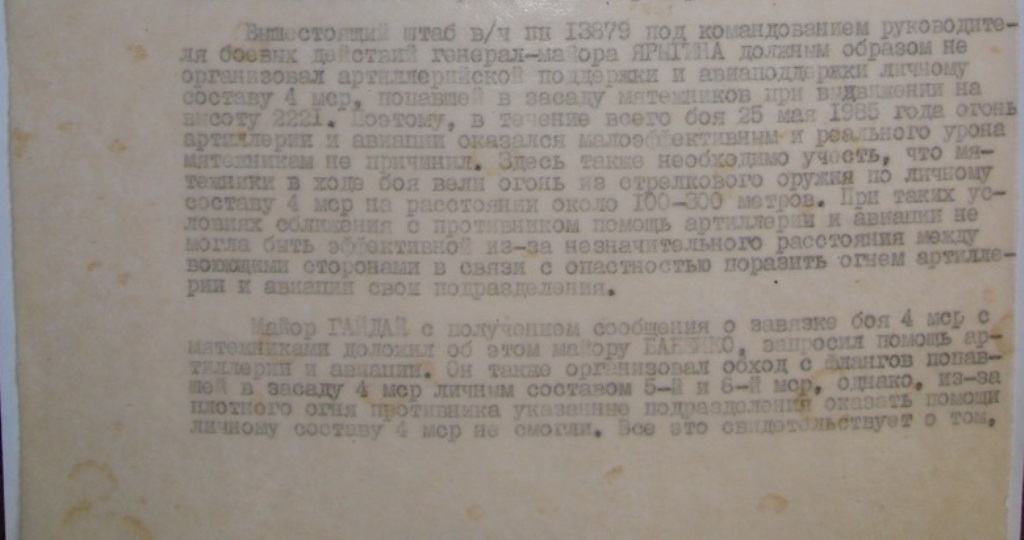 Вышестоящий штаб в/ч пп 13879 под командованием руководите-
ля боевых действий генерал-майора ЯРЫГИНА должным образом не
организовал артиллерийской поддержки и авиаподдержки личному
составу 4 мср, попавшей в засаду мятежников при выдвижении на
высоту 2221. Поэтому, в течение всего боя 25 мая 1985 года огонь
артиллерии и авиации оказался малоэффективным и реального урона
мятежникам не причинил. Здесь также необходимо учесть, что мя-
тежники в ходе боя вели огонь из стрелкового оружия по личному
составу 4 мср на расстоянии около 100-300 метров. При таких ус-
ловиях сближения с противником помощь артиллерии и авиации не
могла быть эффективной из-за незначительного расстояния между
воюющими сторонами в связи с опастностью поразить огнем артилле-
рии и авиации свои подразделения.
Майор ГАЙДАЙ с получением сообщения о завязке боя 4 мср с
мятежниками доложил об этом майору запросил помощь ар-
тиллерии и авиации. Он также организовал обход с флангов попав-
шей в засаду 4 мср личным составом 5-й и 6-й мср, однако, из-за
плотного огня противника указанные подразделения оказать помощи
личному составу 4 мср не смогли. Все это свидетельствует о том,